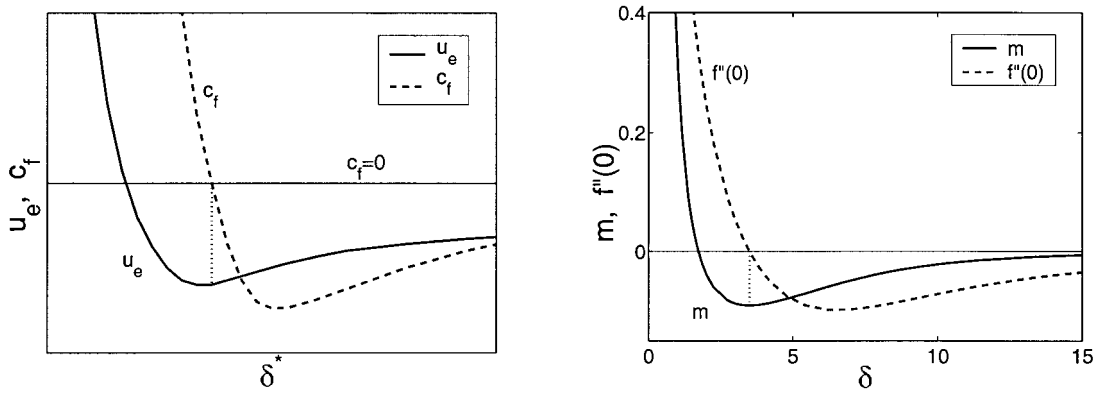 u_e
c_f
c_f
c_f=0
u_e
u_e, c_f
δ*
0.4
m
f"(0)
f"(0)
0.2
0
m
m, f"(0)
0
5
10
15
δ